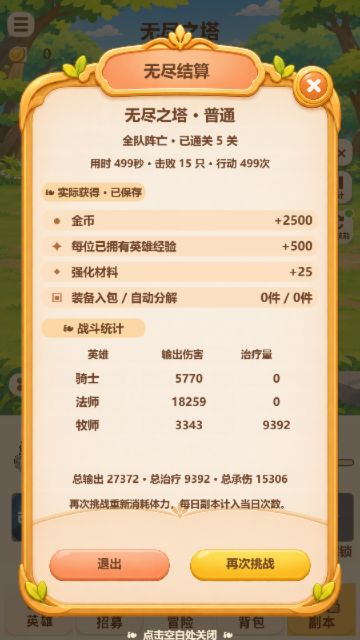 无尽之塔
无尽结算
无尽之塔·普通
全队阵亡·已通关 5 关
用时 499秒·击败 15 只·行动 499次
实际获得·已保存
金币 +2500
每位已拥有英雄经验 +500
强化材料 +25
装备入包 / 自动分解 0件 / 0件
战斗统计
英雄 输出伤害 治疗量
骑士 5770 0
法师 18259 0
牧师 3343 9392
总输出 27372·总治疗 9392·总承伤 15306
再次挑战重新消耗体力，每日副本计入当日次数。
退出 再次挑战
英雄 招募 冒险 背包 副本
点击空白处关闭